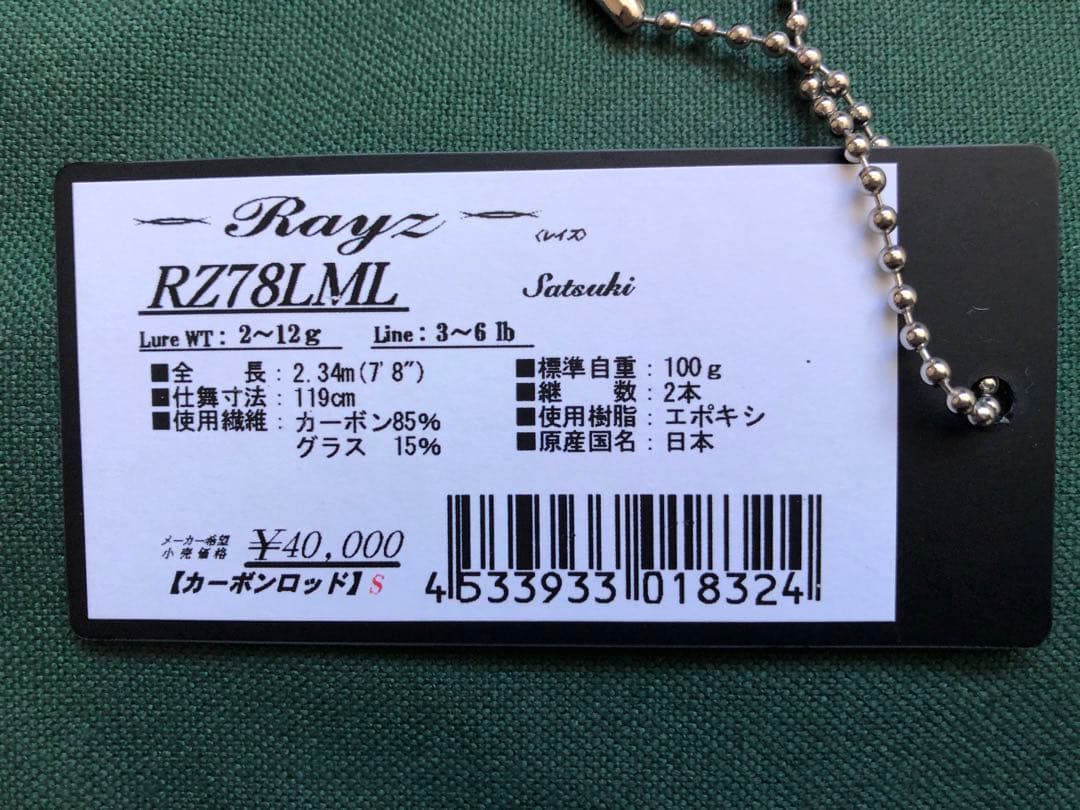 Rayz 〈レイズ〉
RZ78LML Satsuki
Lure WT : 2～12g Line : 3～6 lb
■全　長 : 2.34m(7'8") ■標準自重 : 100g
■仕舞寸法 : 119cm ■継　数 : 2本
■使用繊維 : カーボン85% ■使用樹脂 : エポキシ
グラス 15% ■原産国名 : 日本
メーカー希望
小売価格 ¥40,000
【カーボンロッド】S
4533933018324